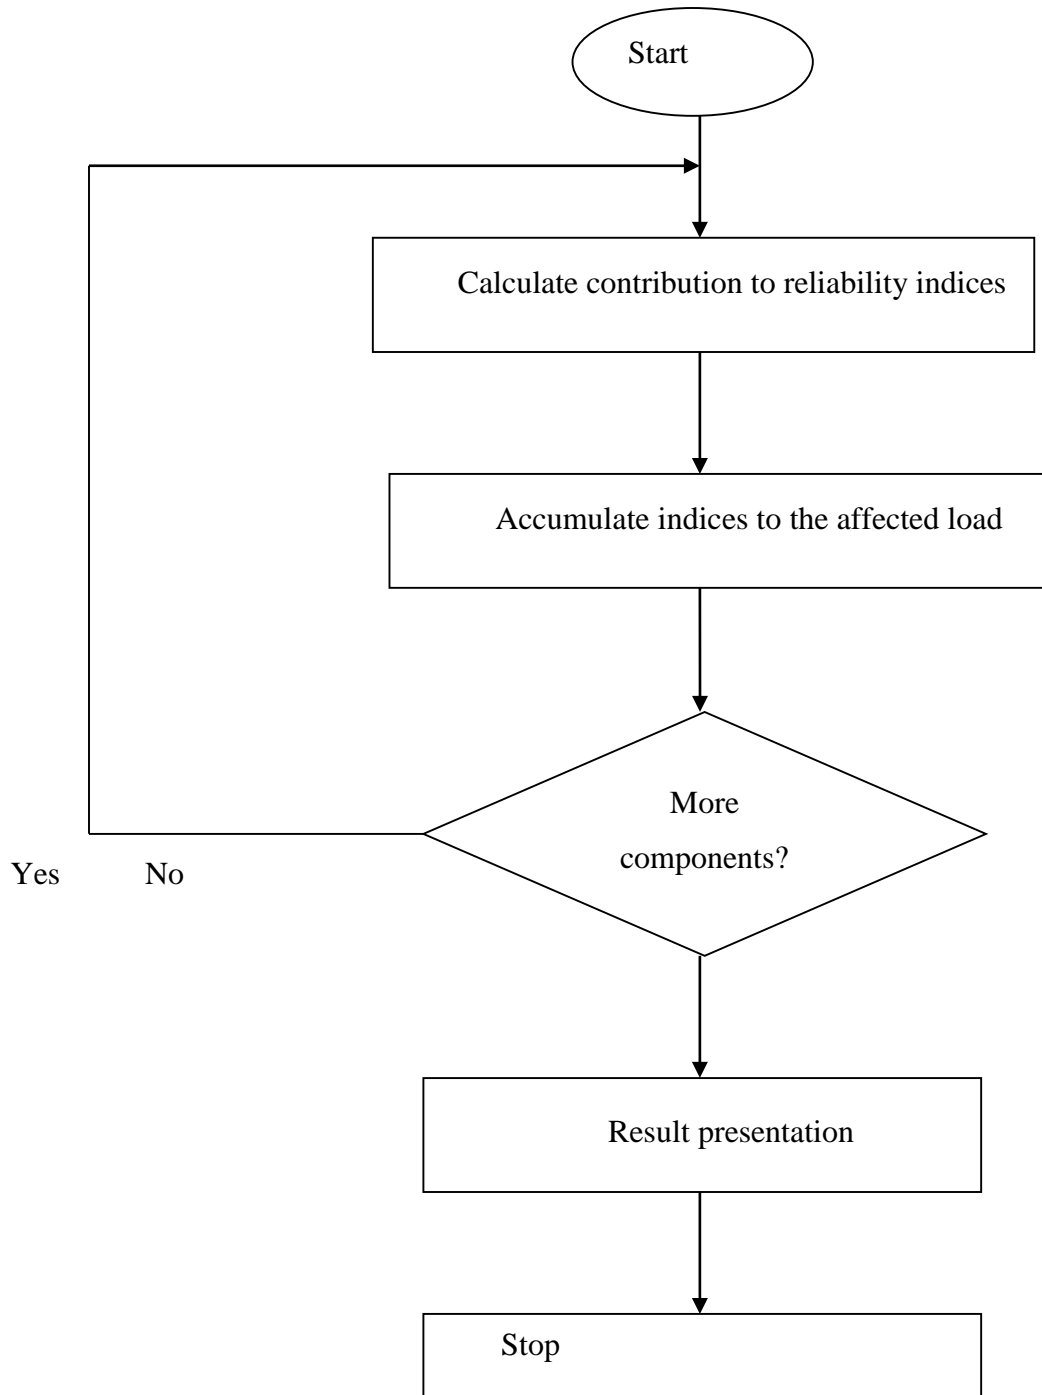 Start
Calculate contribution to reliability indices
Accumulate indices to the affected load
More
components?
Yes No
Result presentation
Stop